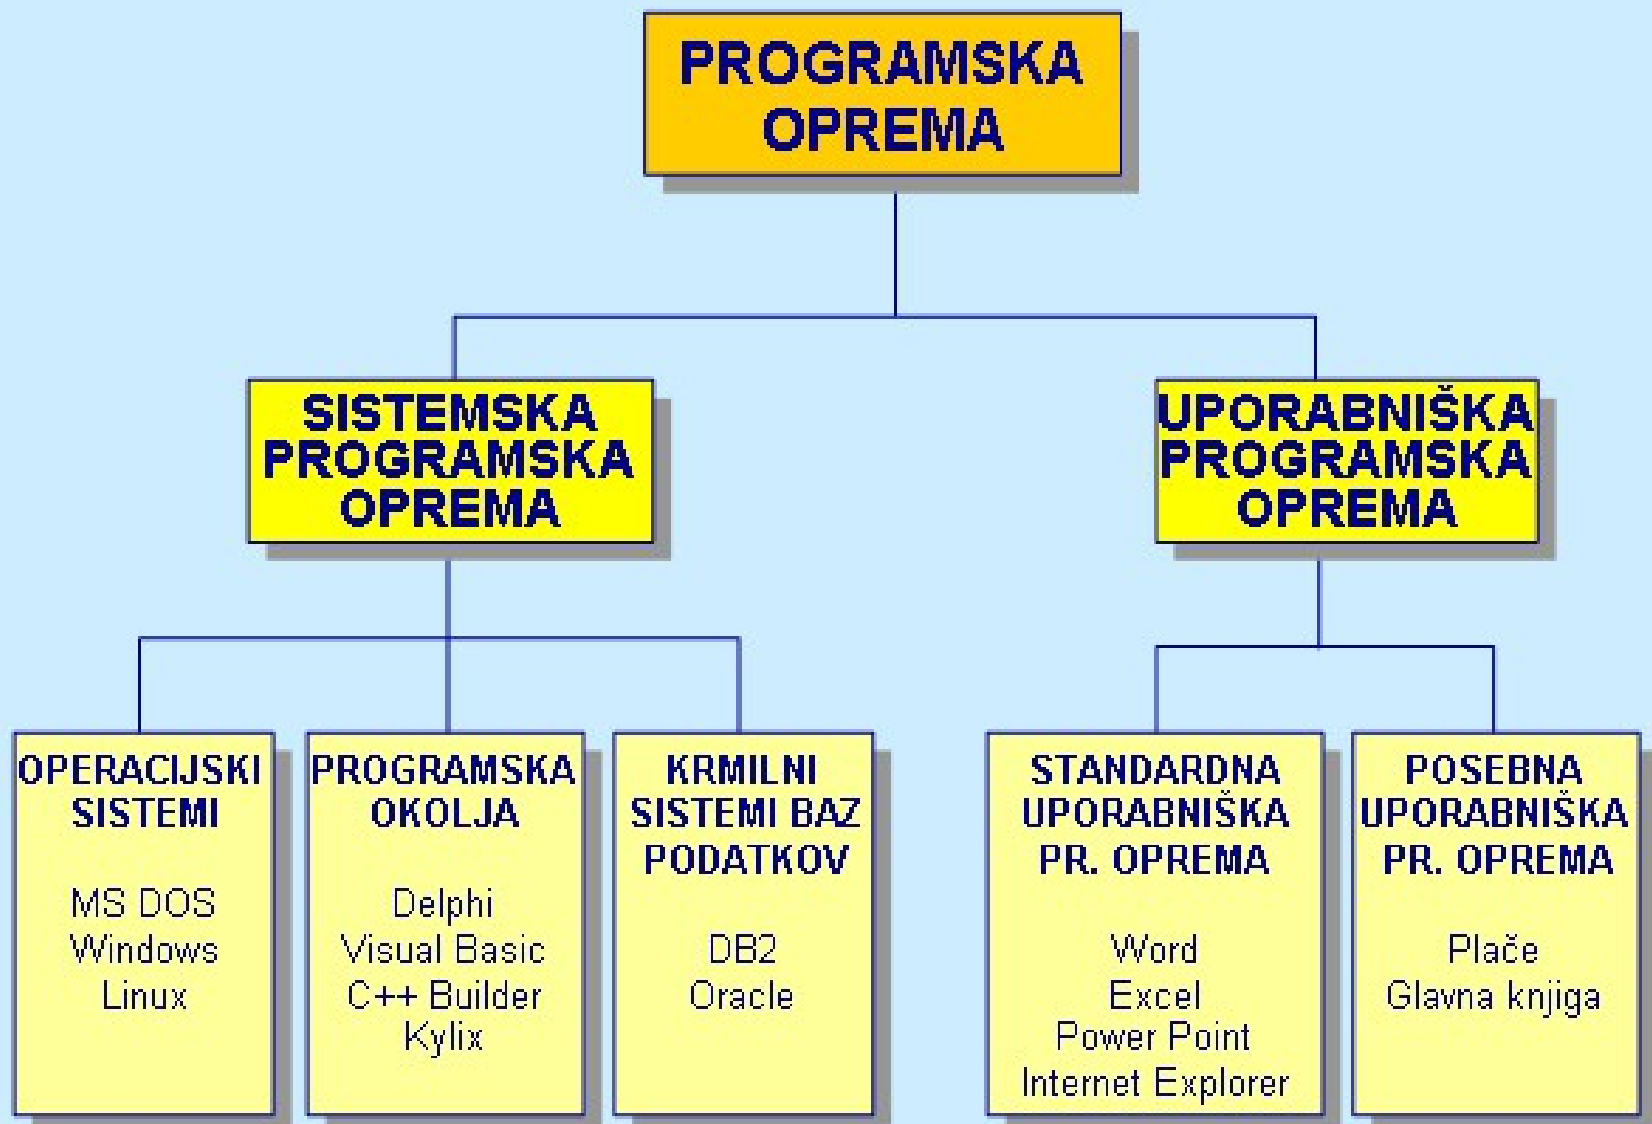 PROGRAMSKA
OPREMA
SISTEMSKA
PROGRAMSKA
OPREMA
UPORABNIŠKA
PROGRAMSKA
OPREMA
OPERACIJSKI
SISTEMI
MS DOS
Windows
Linux
PROGRAMSKA
OKOLJA
Delphi
Visual Basic
C++ Builder
Kylix
KRMILNI
SISTEMI BAZ
PODATKOV
DB2
Oracle
STANDARDNA
UPORABNIŠKA
PR. OPREMA
Word
Excel
Power Point
Internet Explorer
POSEBNA
UPORABNIŠKA
PR. OPREMA
Plače
Glavna knjiga